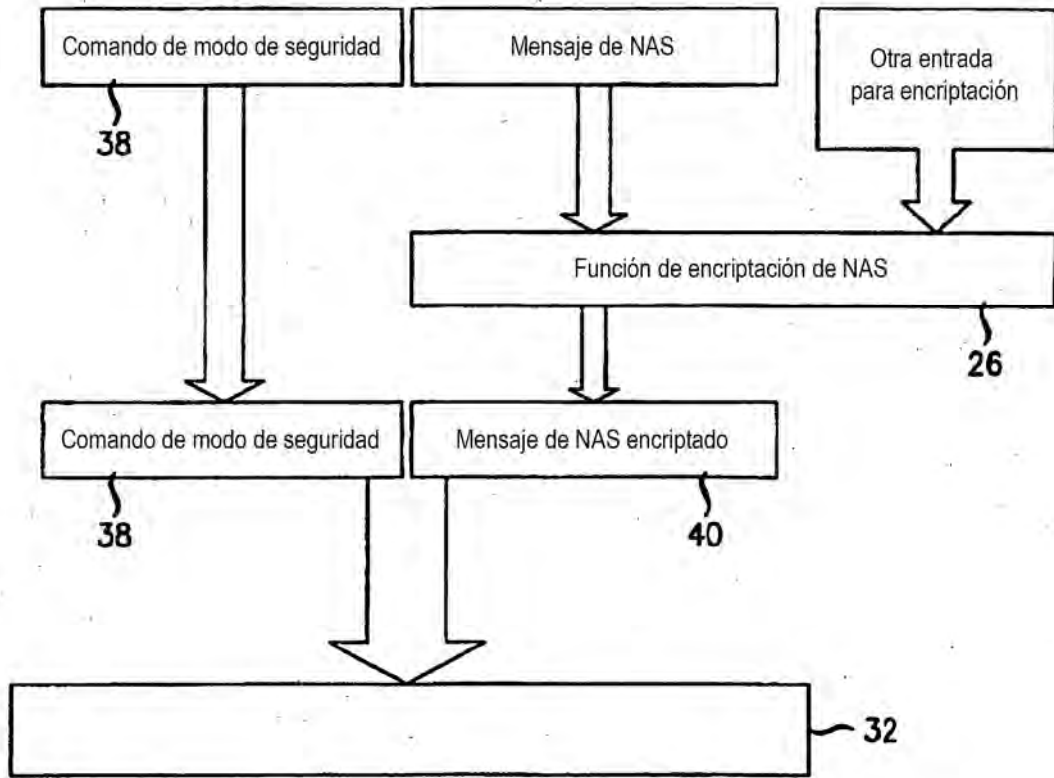 Comando de modo de seguridad
Mensaje de NAS
Otra entrada
para encriptación
38
Función de encriptación de NAS
26
Comando de modo de seguridad
Mensaje de NAS encriptado
38
40
32